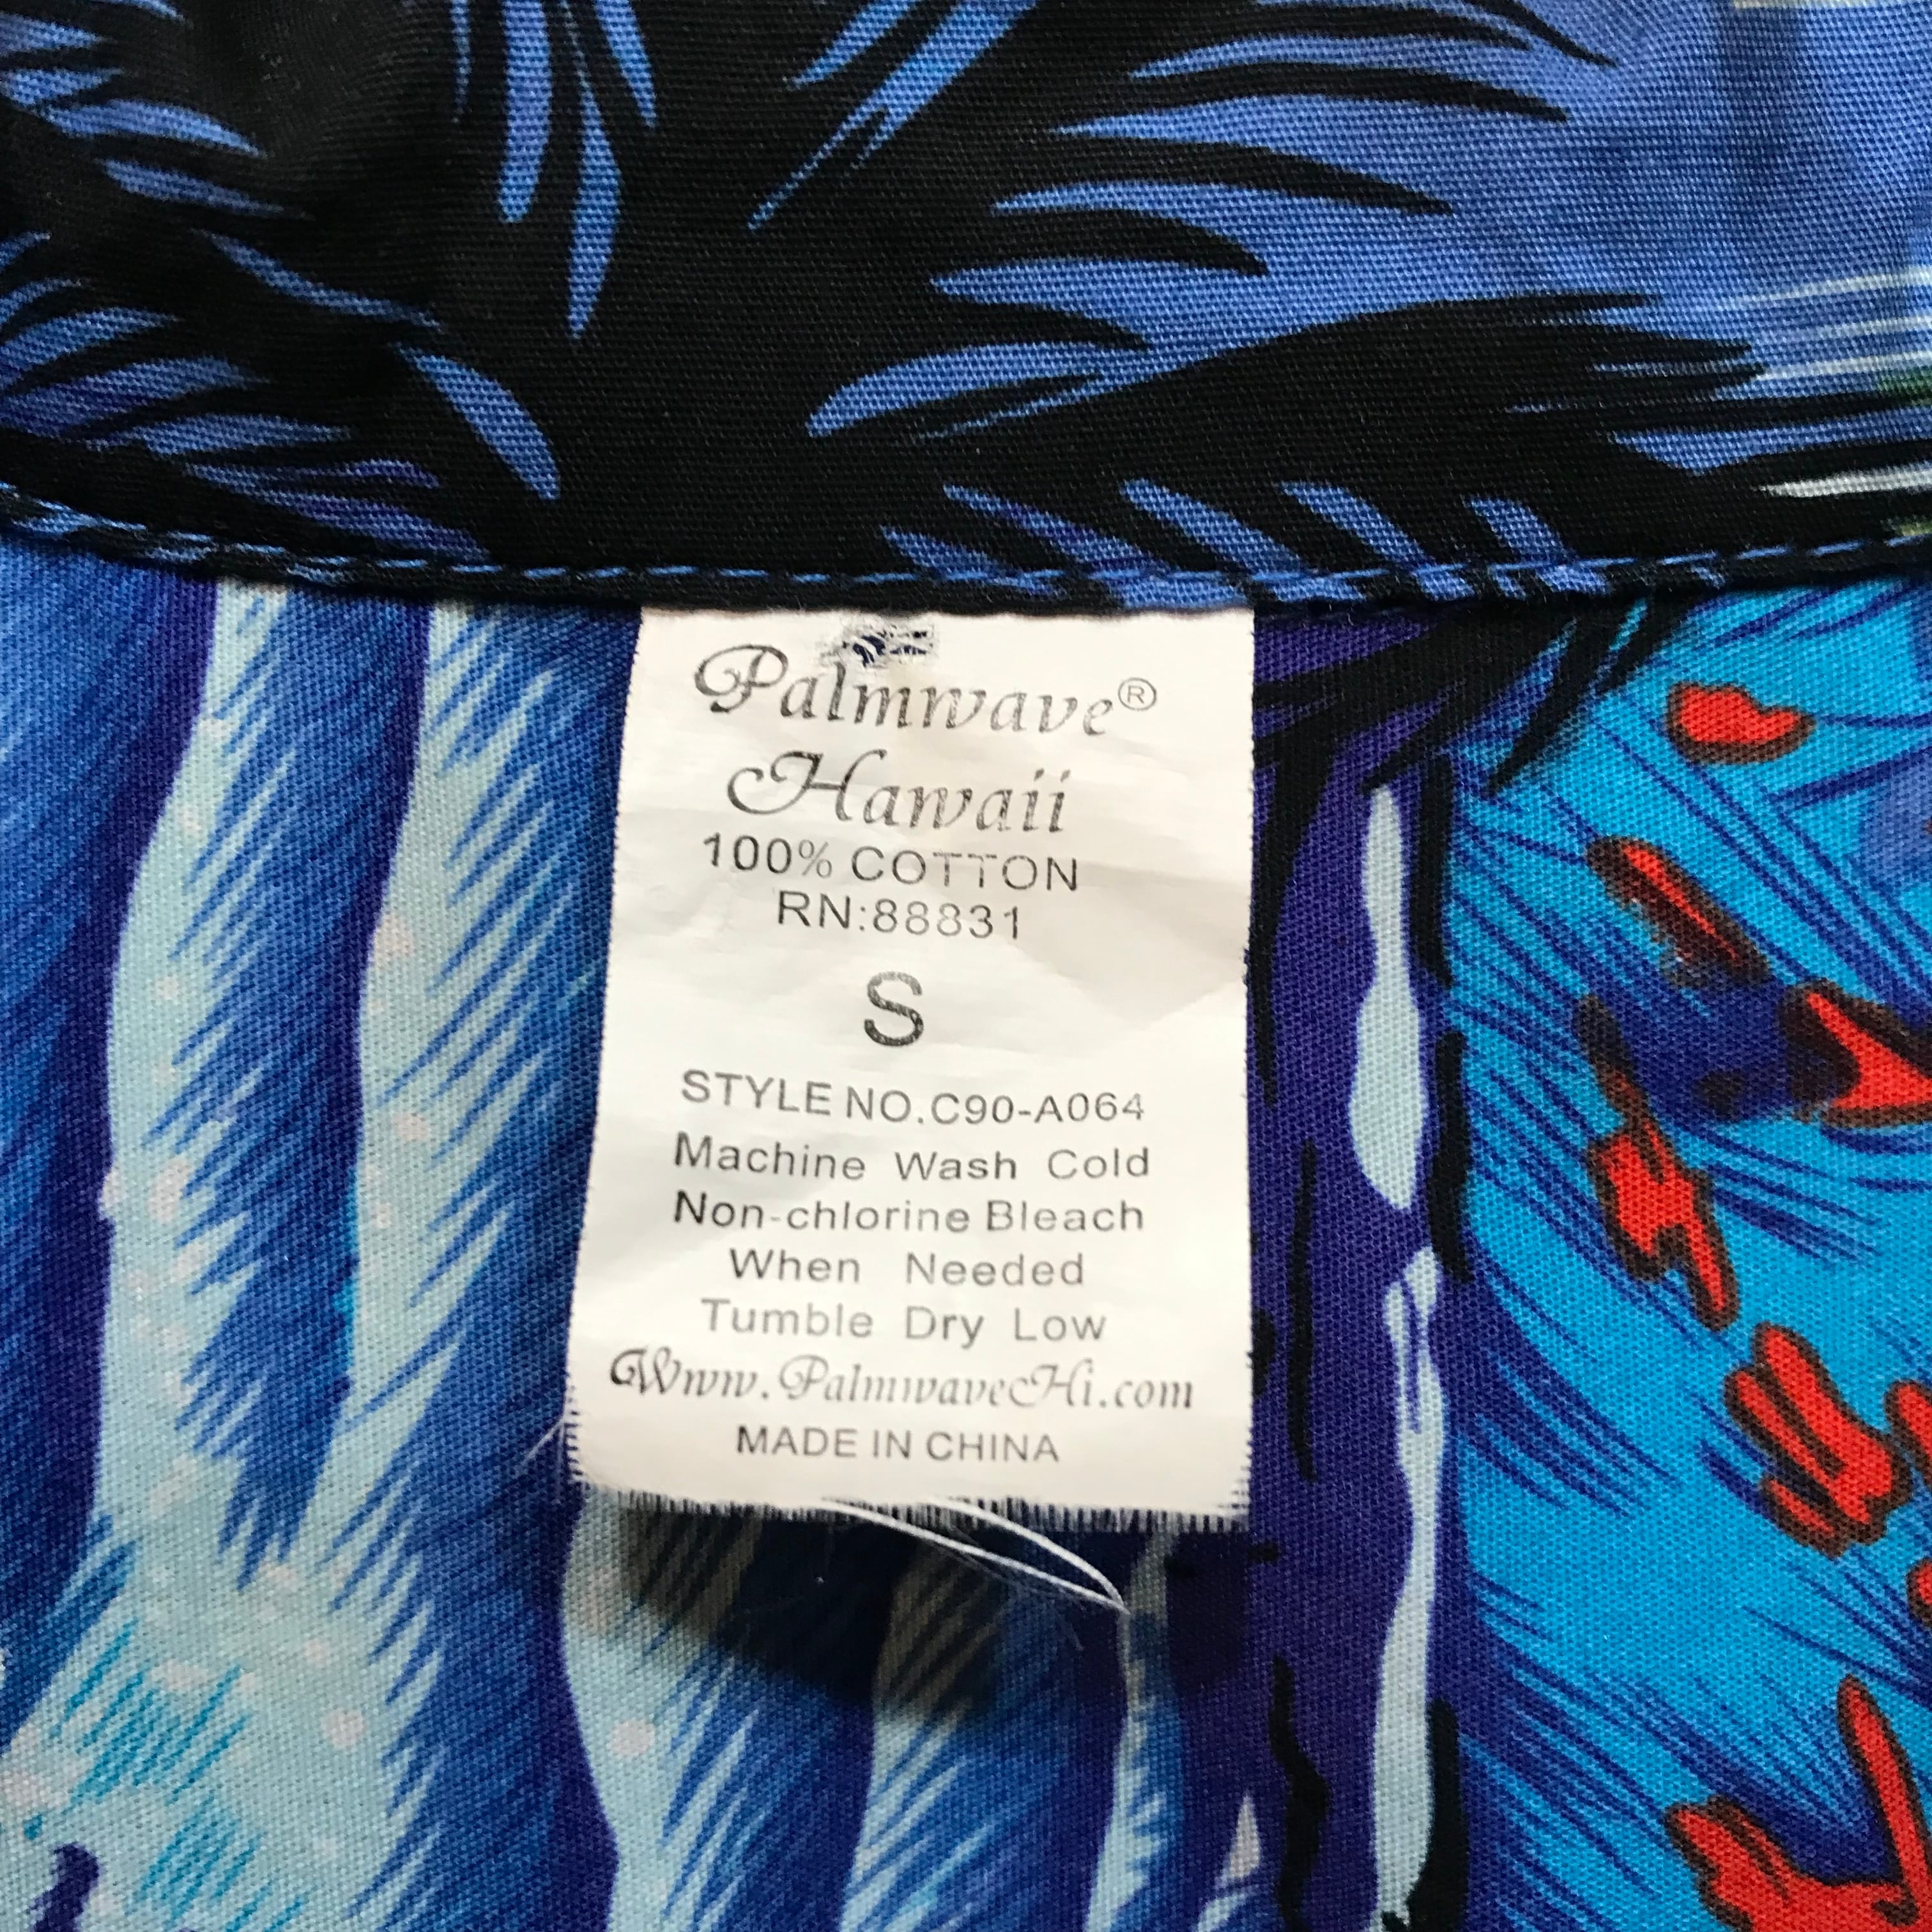 Palmwave®
Hawaii
100% COTTON
RN:88831
S
STYLE NO.C90-A064
Machine Wash Cold
Non-chlorine Bleach
When Needed
Tumble Dry Low
Www.PalmwaveHi.com
MADE IN CHINA